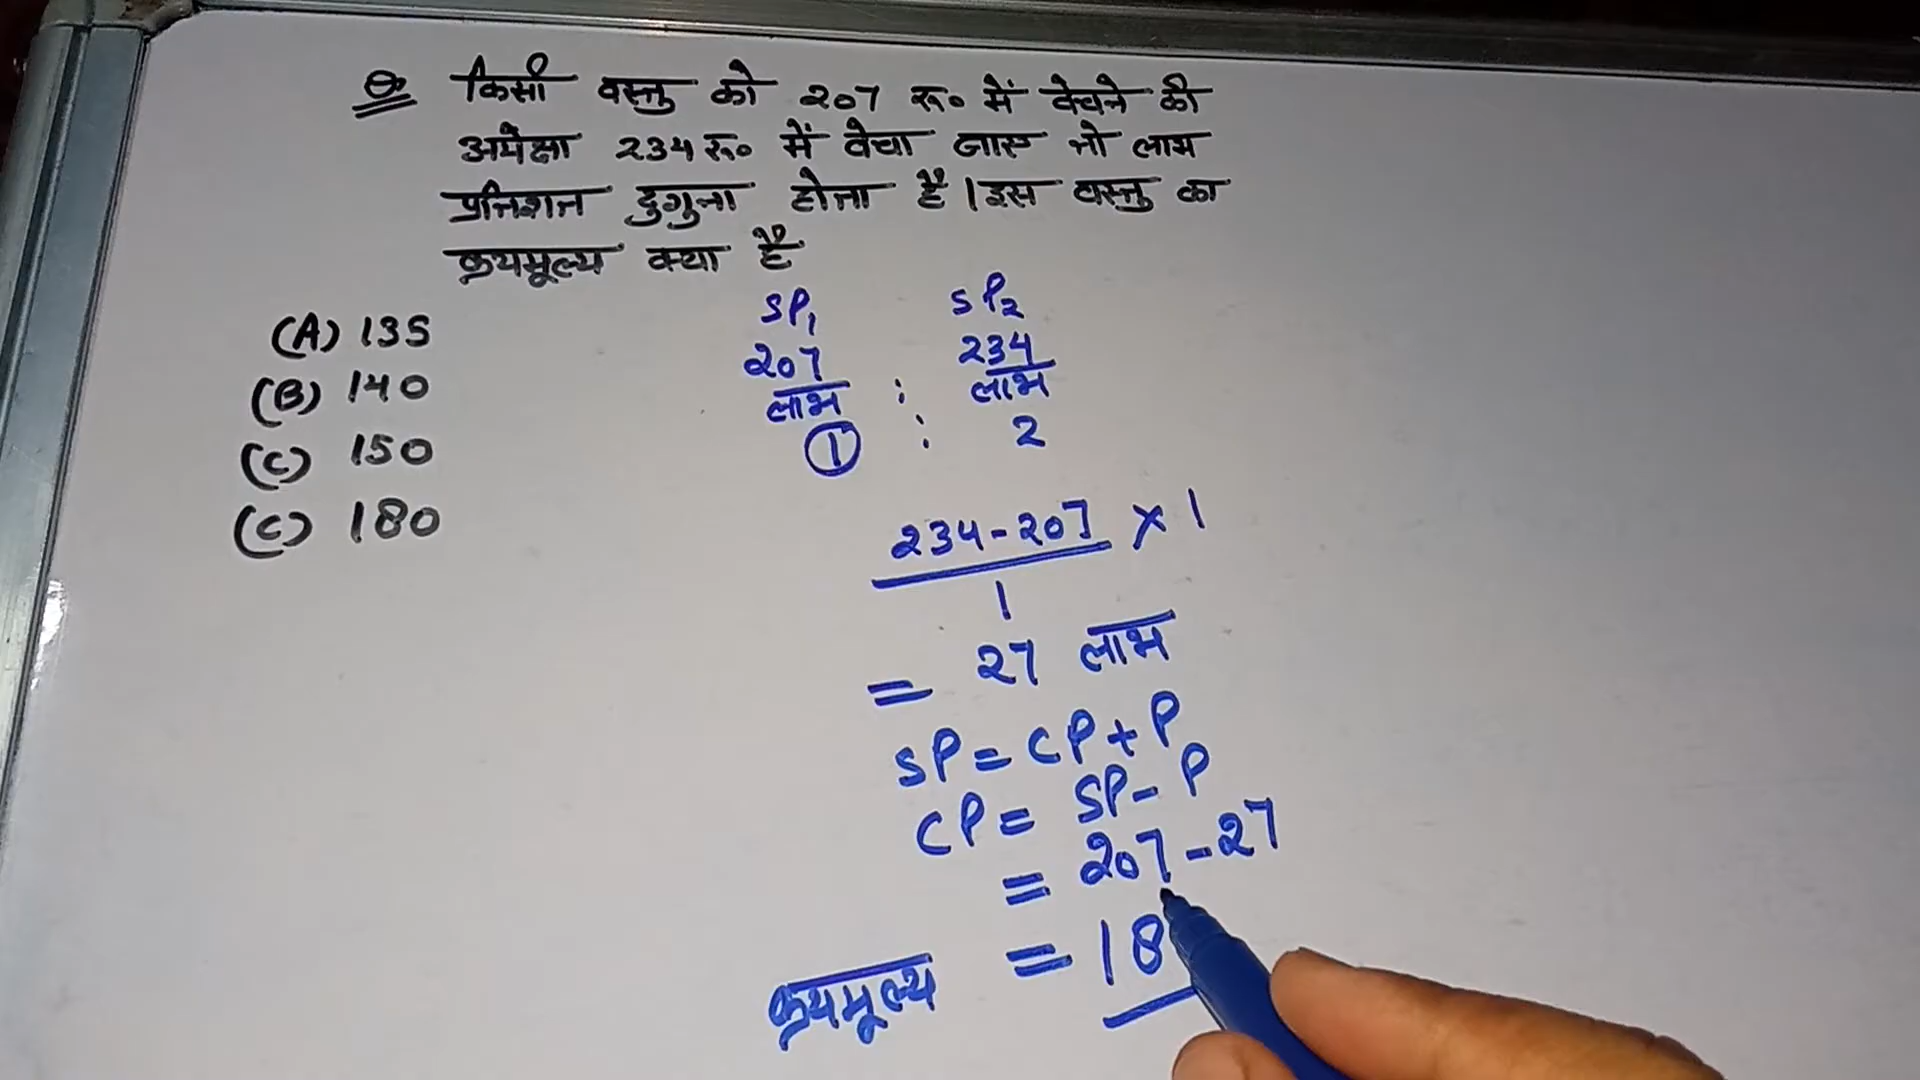 Q किसी वस्तु को 207 रू० में बेचने की
अपेक्षा 234 रू० में बेचा जाए तो लाभ
प्रतिशत दुगुना होता है। इस वस्तु का
क्रयमूल्य क्या है
(A) 135
(B) 140
(C) 150
(C) 180
SP₁ SP₂
207 234
लाभ : लाभ
1 : 2
234-207 × 1
1
= 27 लाभ
SP = CP + P
CP = SP - P
= 207 - 27
क्रयमूल्य = 18